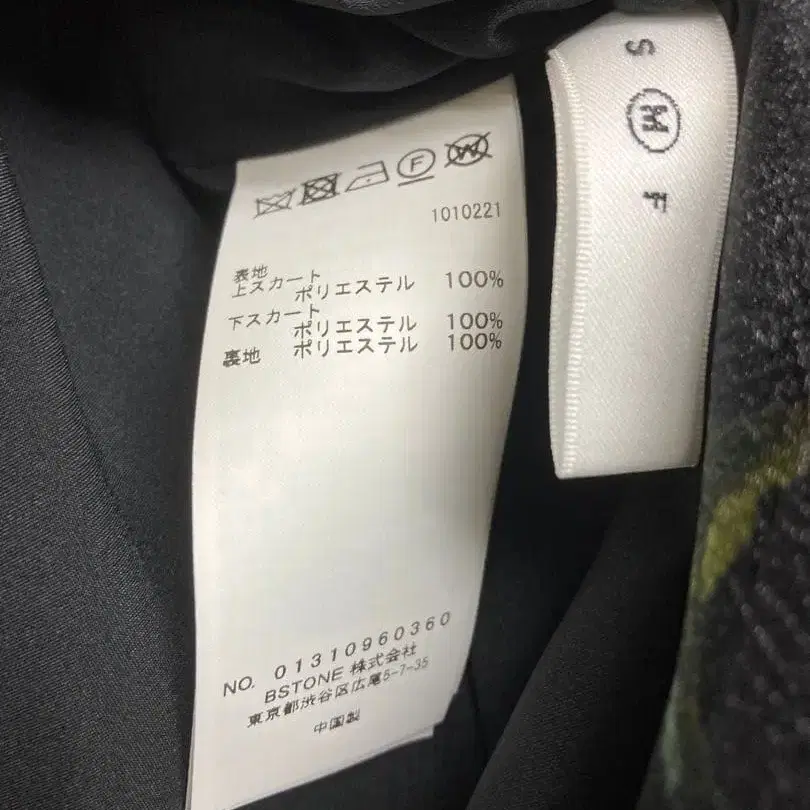 F W
1010221
表地
上スカート
ポリエステル 100%
下スカート
ポリエステル 100%
裏地 ポリエステル 100%
NO. 01310960360
BSTONE 株式会社
東京都渋谷区広尾5-7-35
中国製
S
M
F